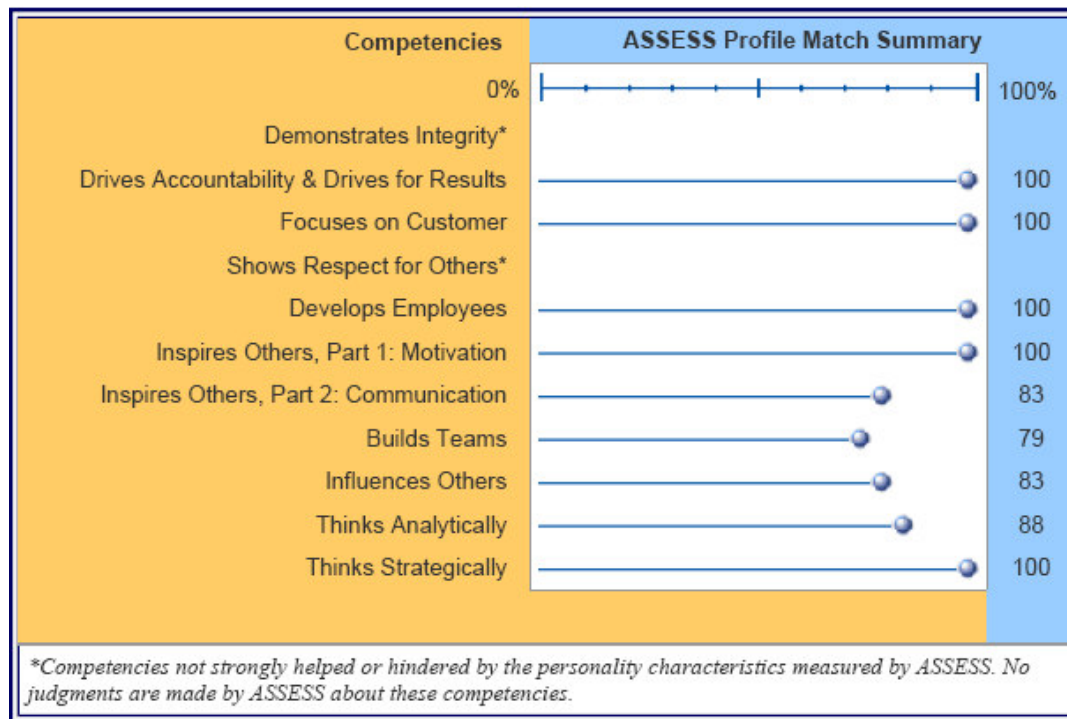 Competencies ASSESS Profile Match Summary
0% 100%
Demonstrates Integrity*
Drives Accountability & Drives for Results 100
Focuses on Customer 100
Shows Respect for Others*
Develops Employees 100
Inspires Others, Part 1: Motivation 100
Inspires Others, Part 2: Communication 83
Builds Teams 79
Influences Others 83
Thinks Analytically 88
Thinks Strategically 100
*Competencies not strongly helped or hindered by the personality characteristics measured by ASSESS. No
judgments are made by ASSESS about these competencies.